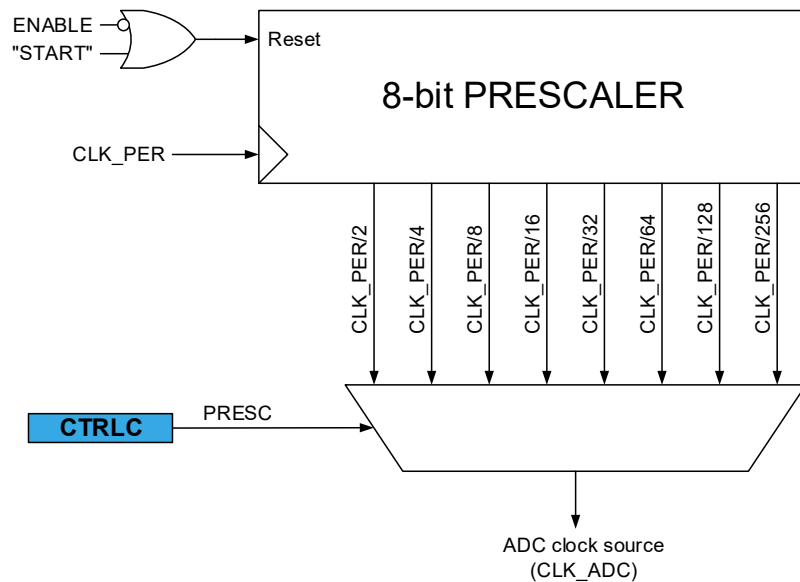 ENABLE
"START"
Reset
8-bit PRESCALER
CLK_PER
CLK_PER/2
CLK_PER/4
CLK_PER/8
CLK_PER/16
CLK_PER/32
CLK_PER/64
CLK_PER/128
CLK_PER/256
CTRLC
PRESC
ADC clock source
(CLK_ADC)